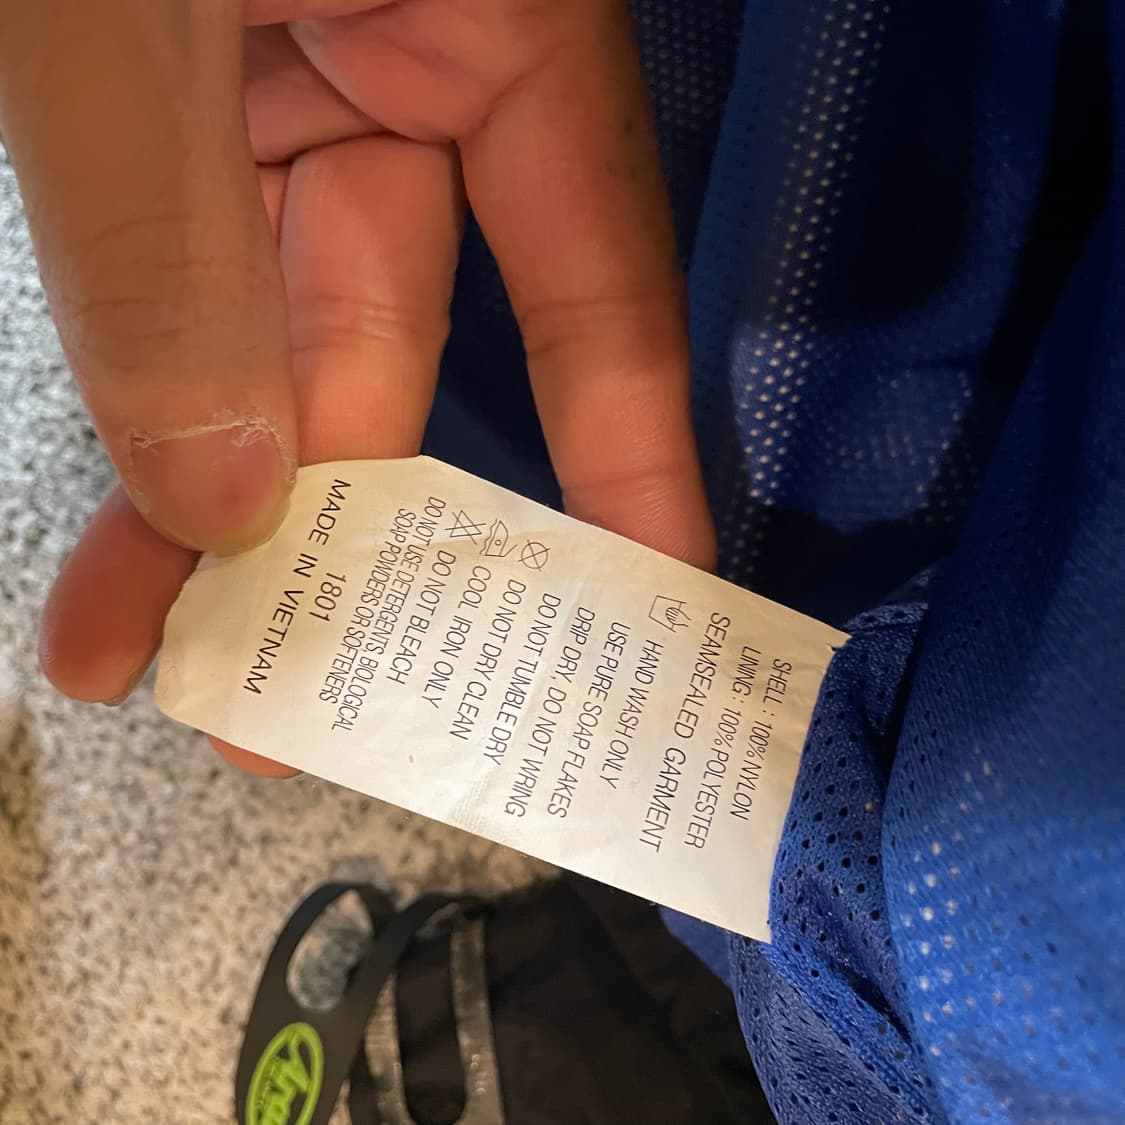 SHELL : 100% NYLON
LINING : 100% POLYESTER
SEAMSEALED GARMENT
HAND WASH ONLY
USE PURE SOAP FLAKES
DRIP DRY, DO NOT WRING
DO NOT TUMBLE DRY
DO NOT DRY CLEAN
COOL IRON ONLY
DO NOT BLEACH
DO NOT USE DETERGENTS, BIOLOGICAL
SOAP POWDERS OR SOFTENERS
1801
MADE IN VIETNAM